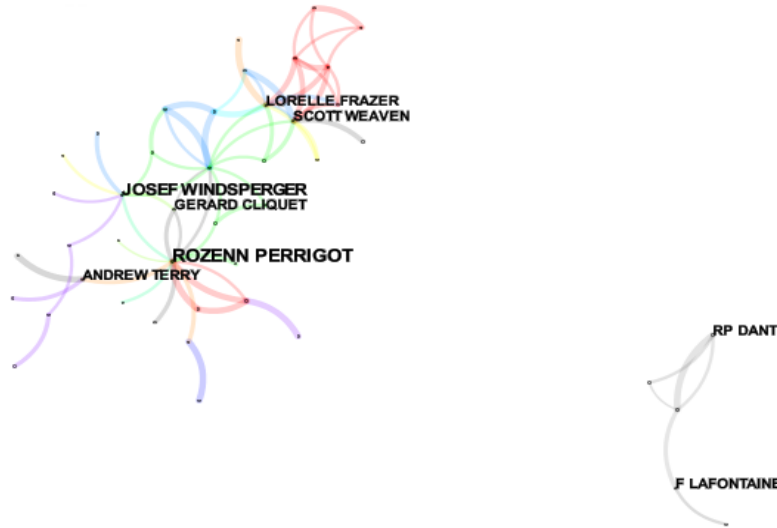 LORELLE FRAZER
SCOTT WEAVEN
JOSEF WINDSPERGER
GERARD CLIQUET
ROZENN PERRIGOT
ANDREW TERRY
RP DANT
F LAFONTAINE